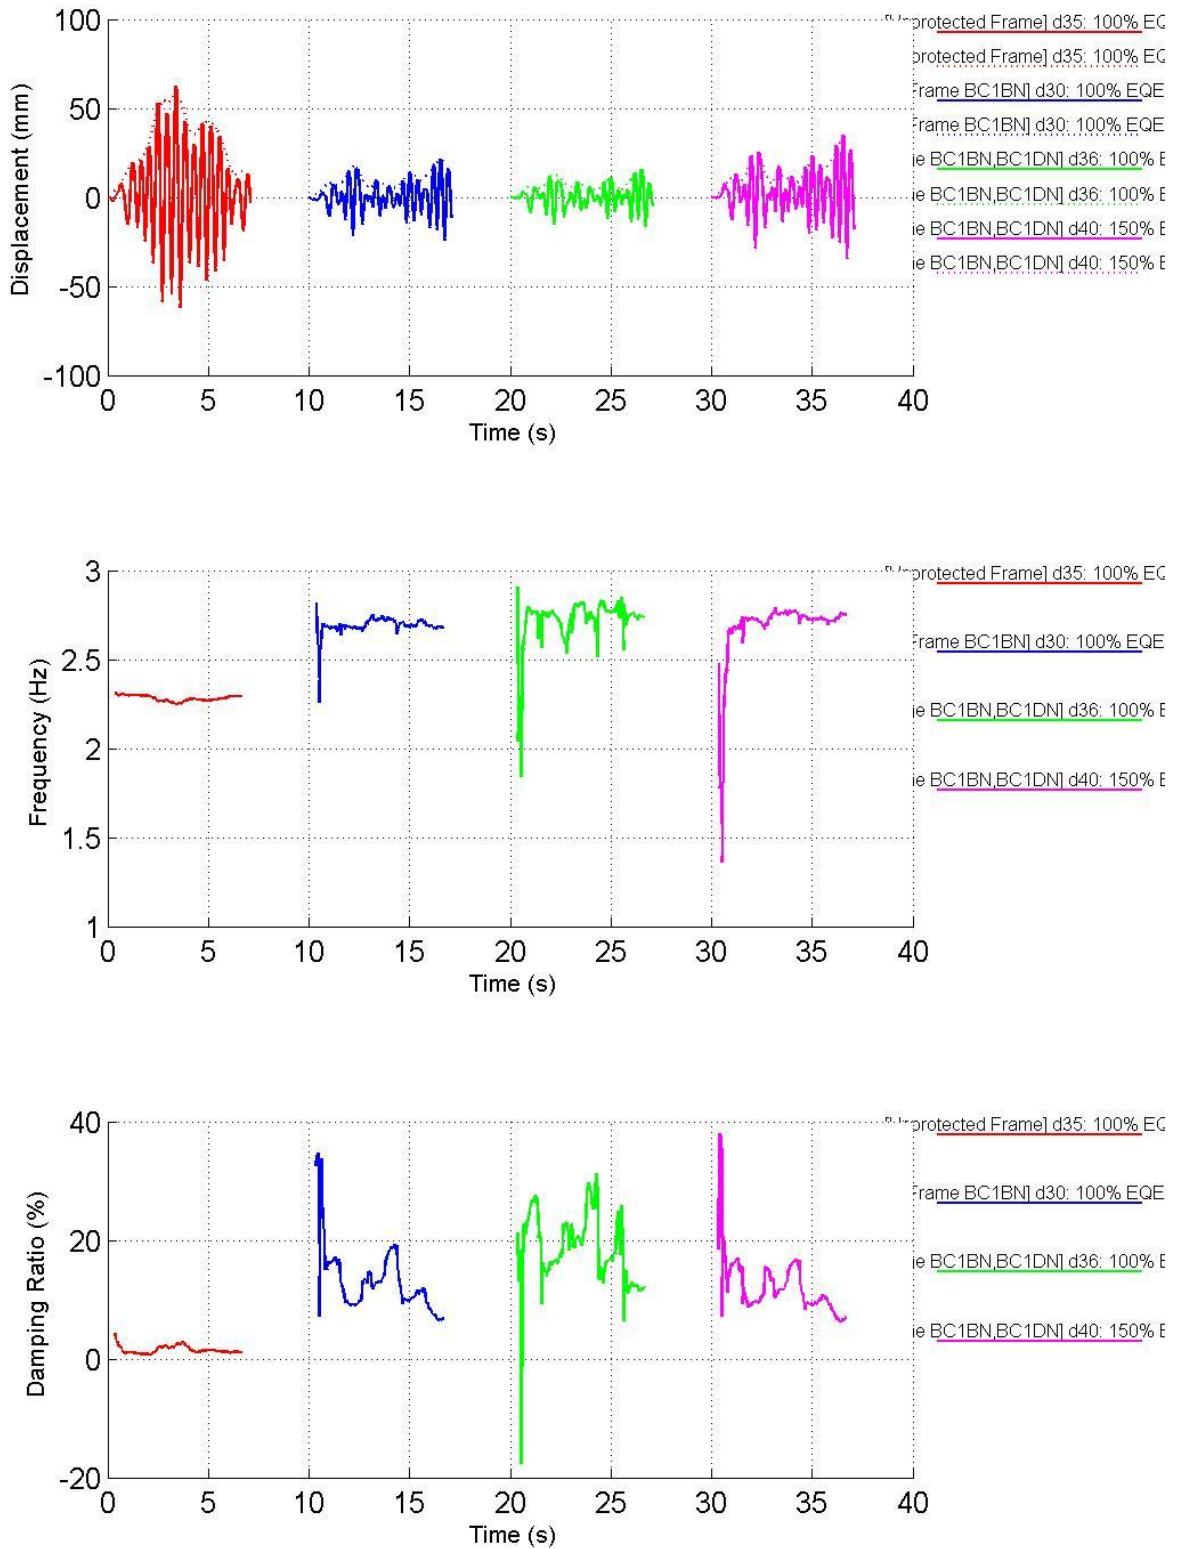 100
50
0
-50
-100
Displacement (mm)
0 5 10 15 20 25 30 35 40
Time (s)
protected Frame] d35: 100% EQ
protected Frame] d35: 100% EQ
Frame BC1BN] d30: 100% EQE
Frame BC1BN] d30: 100% EQE
BC1BN,BC1DN] d36: 100% E
BC1BN,BC1DN] d36: 100% E
BC1BN,BC1DN] d40: 150% E
BC1BN,BC1DN] d40: 150% E
3
2.5
2
1.5
1
Frequency (Hz)
0 5 10 15 20 25 30 35 40
Time (s)
protected Frame] d35: 100% EQ
Frame BC1BN] d30: 100% EQE
BC1BN,BC1DN] d36: 100% E
BC1BN,BC1DN] d40: 150% E
40
20
0
-20
Damping Ratio (%)
0 5 10 15 20 25 30 35 40
Time (s)
protected Frame] d35: 100% EQ
Frame BC1BN] d30: 100% EQE
BC1BN,BC1DN] d36: 100% E
BC1BN,BC1DN] d40: 150% E